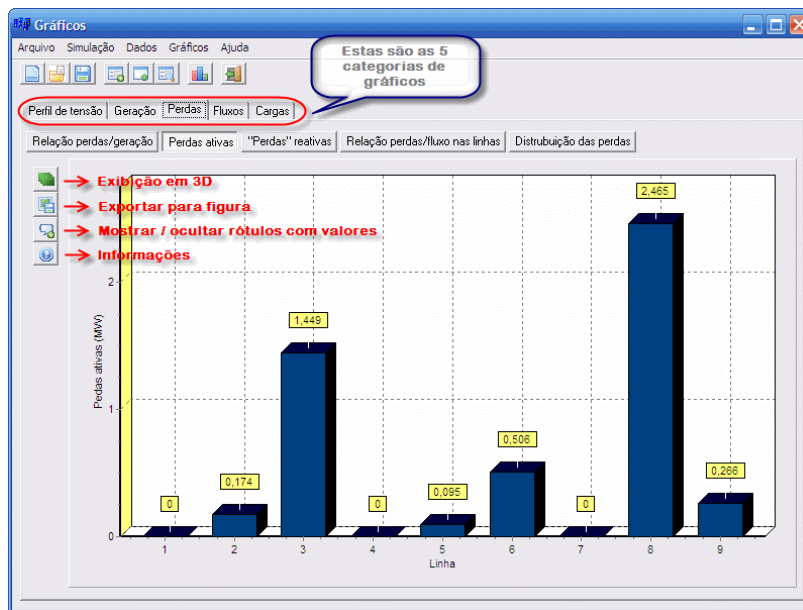 Gráficos
Arquivo Simulação Dados Gráficos Ajuda
Estas são as 5
categorias de
gráficos
Perfil de tensão Geração Perdas Fluxos Cargas
Relação perdas/geração Perdas ativas "Perdas" reativas Relação perdas/fluxo nas linhas Distrubuição das perdas
Exibição em 3D
Exportar para figura
Mostrar / ocultar rótulos com valores
Informações
2,465
2
1,449
Pedas ativas (MW)
1
0,506
0,266
0,174
0,095
0
0
0
0
1 2 3 4 5 6 7 8 9
Linha